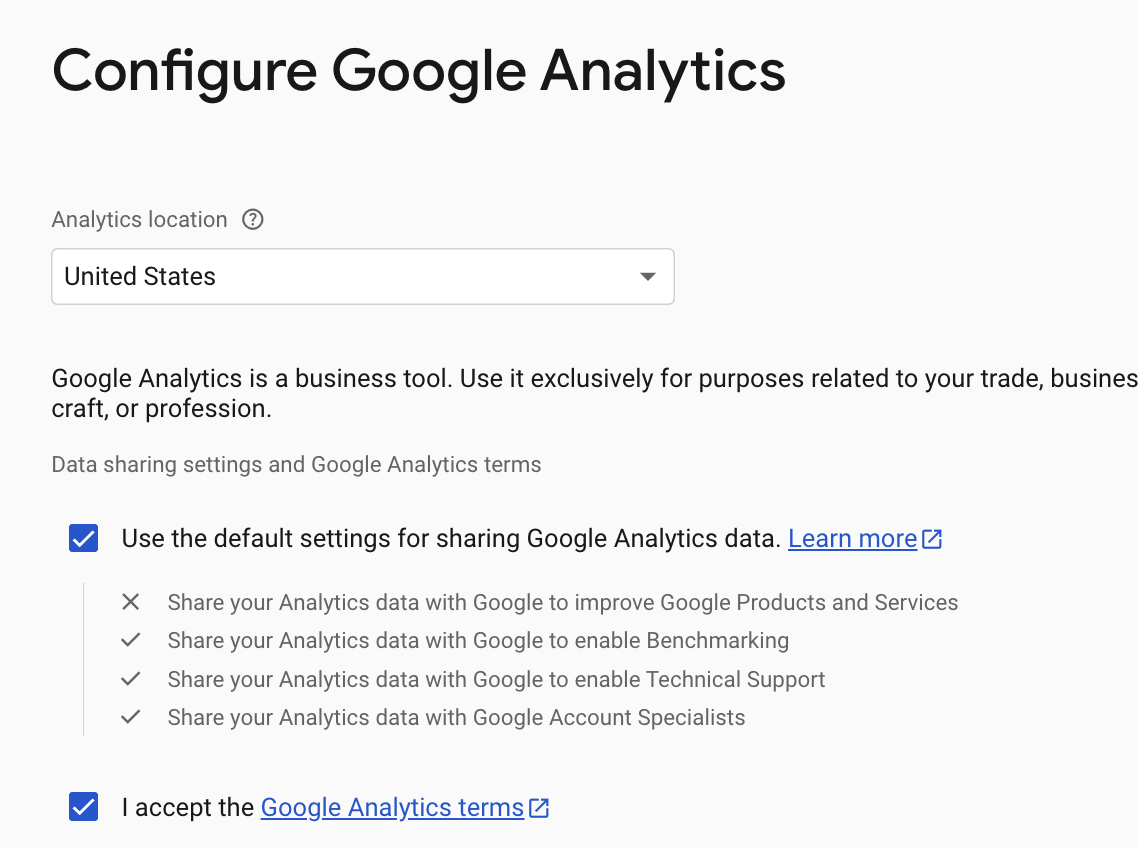 Configure Google Analytics
Analytics location
United States
Google Analytics is a business tool. Use it exclusively for purposes related to your trade, busines
craft, or profession.
Data sharing settings and Google Analytics terms
Use the default settings for sharing Google Analytics data. Learn more
Share your Analytics data with Google to improve Google Products and Services
Share your Analytics data with Google to enable Benchmarking
Share your Analytics data with Google to enable Technical Support
Share your Analytics data with Google Account Specialists
I accept the Google Analytics terms